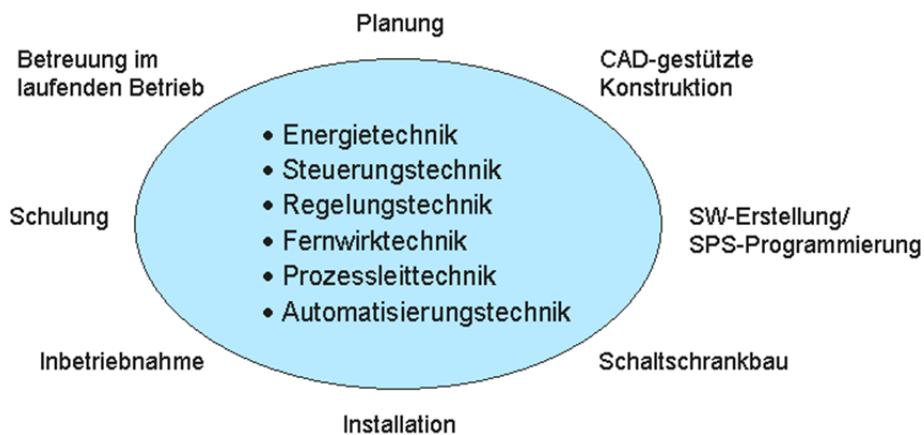 Planung
Betreuung im
laufenden Betrieb
CAD-gestützte
Konstruktion
• Energietechnik
• Steuerungstechnik
• Regelungstechnik
• Fernwirktechnik
• Prozessleittechnik
• Automatisierungstechnik
Schulung
SW-Erstellung/
SPS-Programmierung
Inbetriebnahme
Schaltschrankbau
Installation